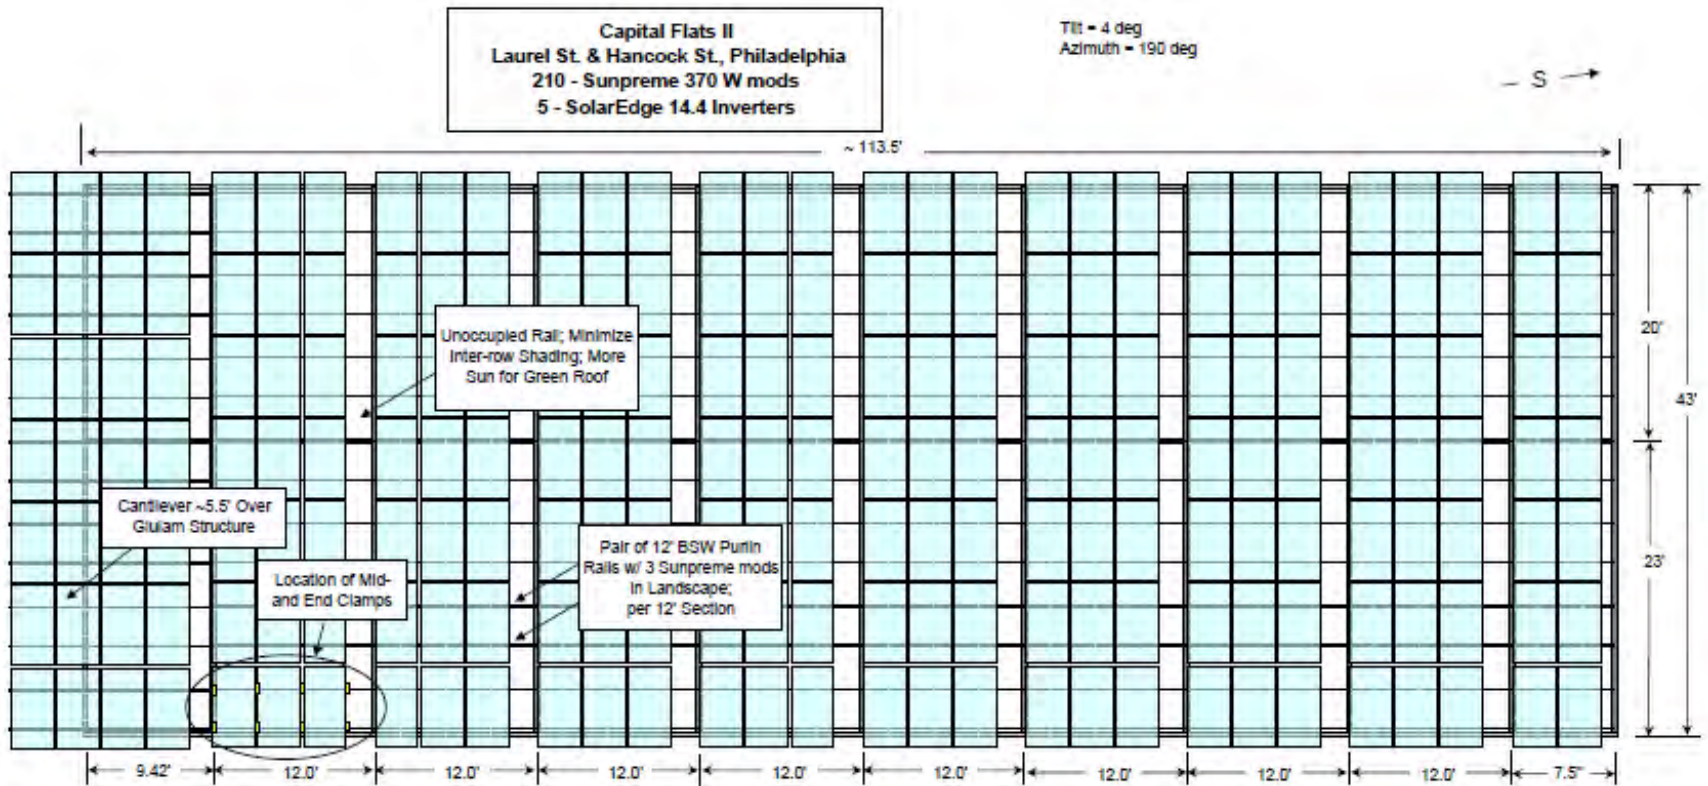 Capital Flats II
Laurel St. & Hancock St., Philadelphia
210 - Sunpreme 370 W mods
5 - SolarEdge 14.4 Inverters
Tilt = 4 deg
Azimuth = 190 deg
S
~ 113.5'
Unoccupied Rail; Minimize
Inter-row Shading; More
Sun for Green Roof
20'
43'
Cantilever ~5.5' Over
Glulam Structure
Pair of 12' BSW Purlin
Rails w/ 3 Sunpreme mods
in Landscape;
per 12' Section
23'
Location of Mid-
and End Clamps
9.42'
12.0'
12.0'
12.0'
12.0'
12.0'
12.0'
12.0'
12.0'
7.5'